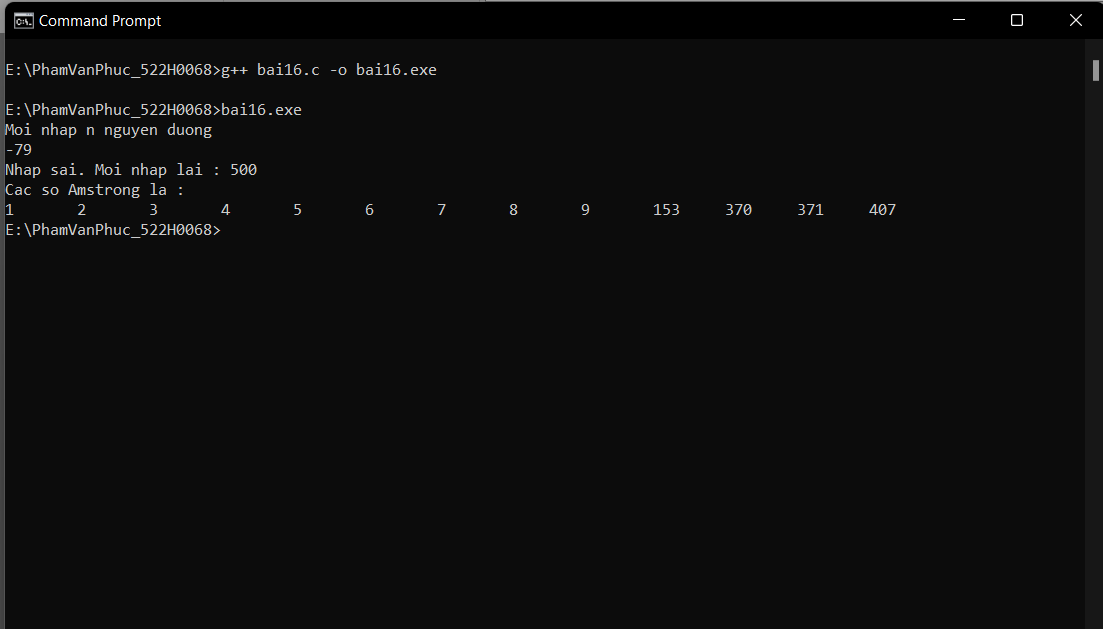 Command Prompt
E:\PhamVanPhuc_522H0068>g++ bai16.c -o bai16.exe
E:\PhamVanPhuc_522H0068>bai16.exe
Moi nhap n nguyen duong
-79
Nhap sai. Moi nhap lai : 500
Cac so Amstrong la :
1 2 3 4 5 6 7 8 9 153 370 371 407
E:\PhamVanPhuc_522H0068>